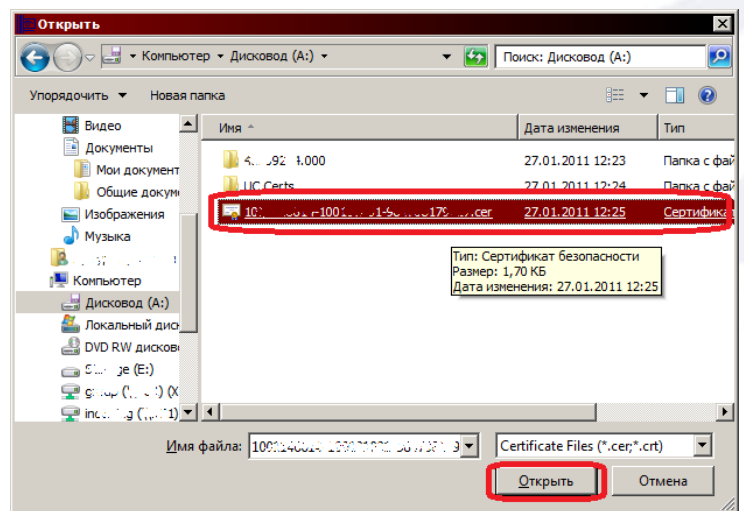 Открыть
Компьютер Дисковод (A:)
Поиск: Дисковод (A:)
Упорядочить Новая папка
Имя Дата изменения Тип
Видео
Документы
Мои документ
Общие докумен
Изображения
Музыка
Компьютер
Дисковод (A:)
Локальный диск
DVD RW дисково
(E:)
.000 27.01.2011 12:23 Папка с фай
UC Certs 27.01.2011 12:24 Папка с фай
.cer 27.01.2011 12:25 Сертификат
Тип: Сертификат безопасности
Размер: 1,70 КБ
Дата изменения: 27.01.2011 12:25
Имя файла:
Certificate Files (*.cer;*.crt)
Открыть Отмена